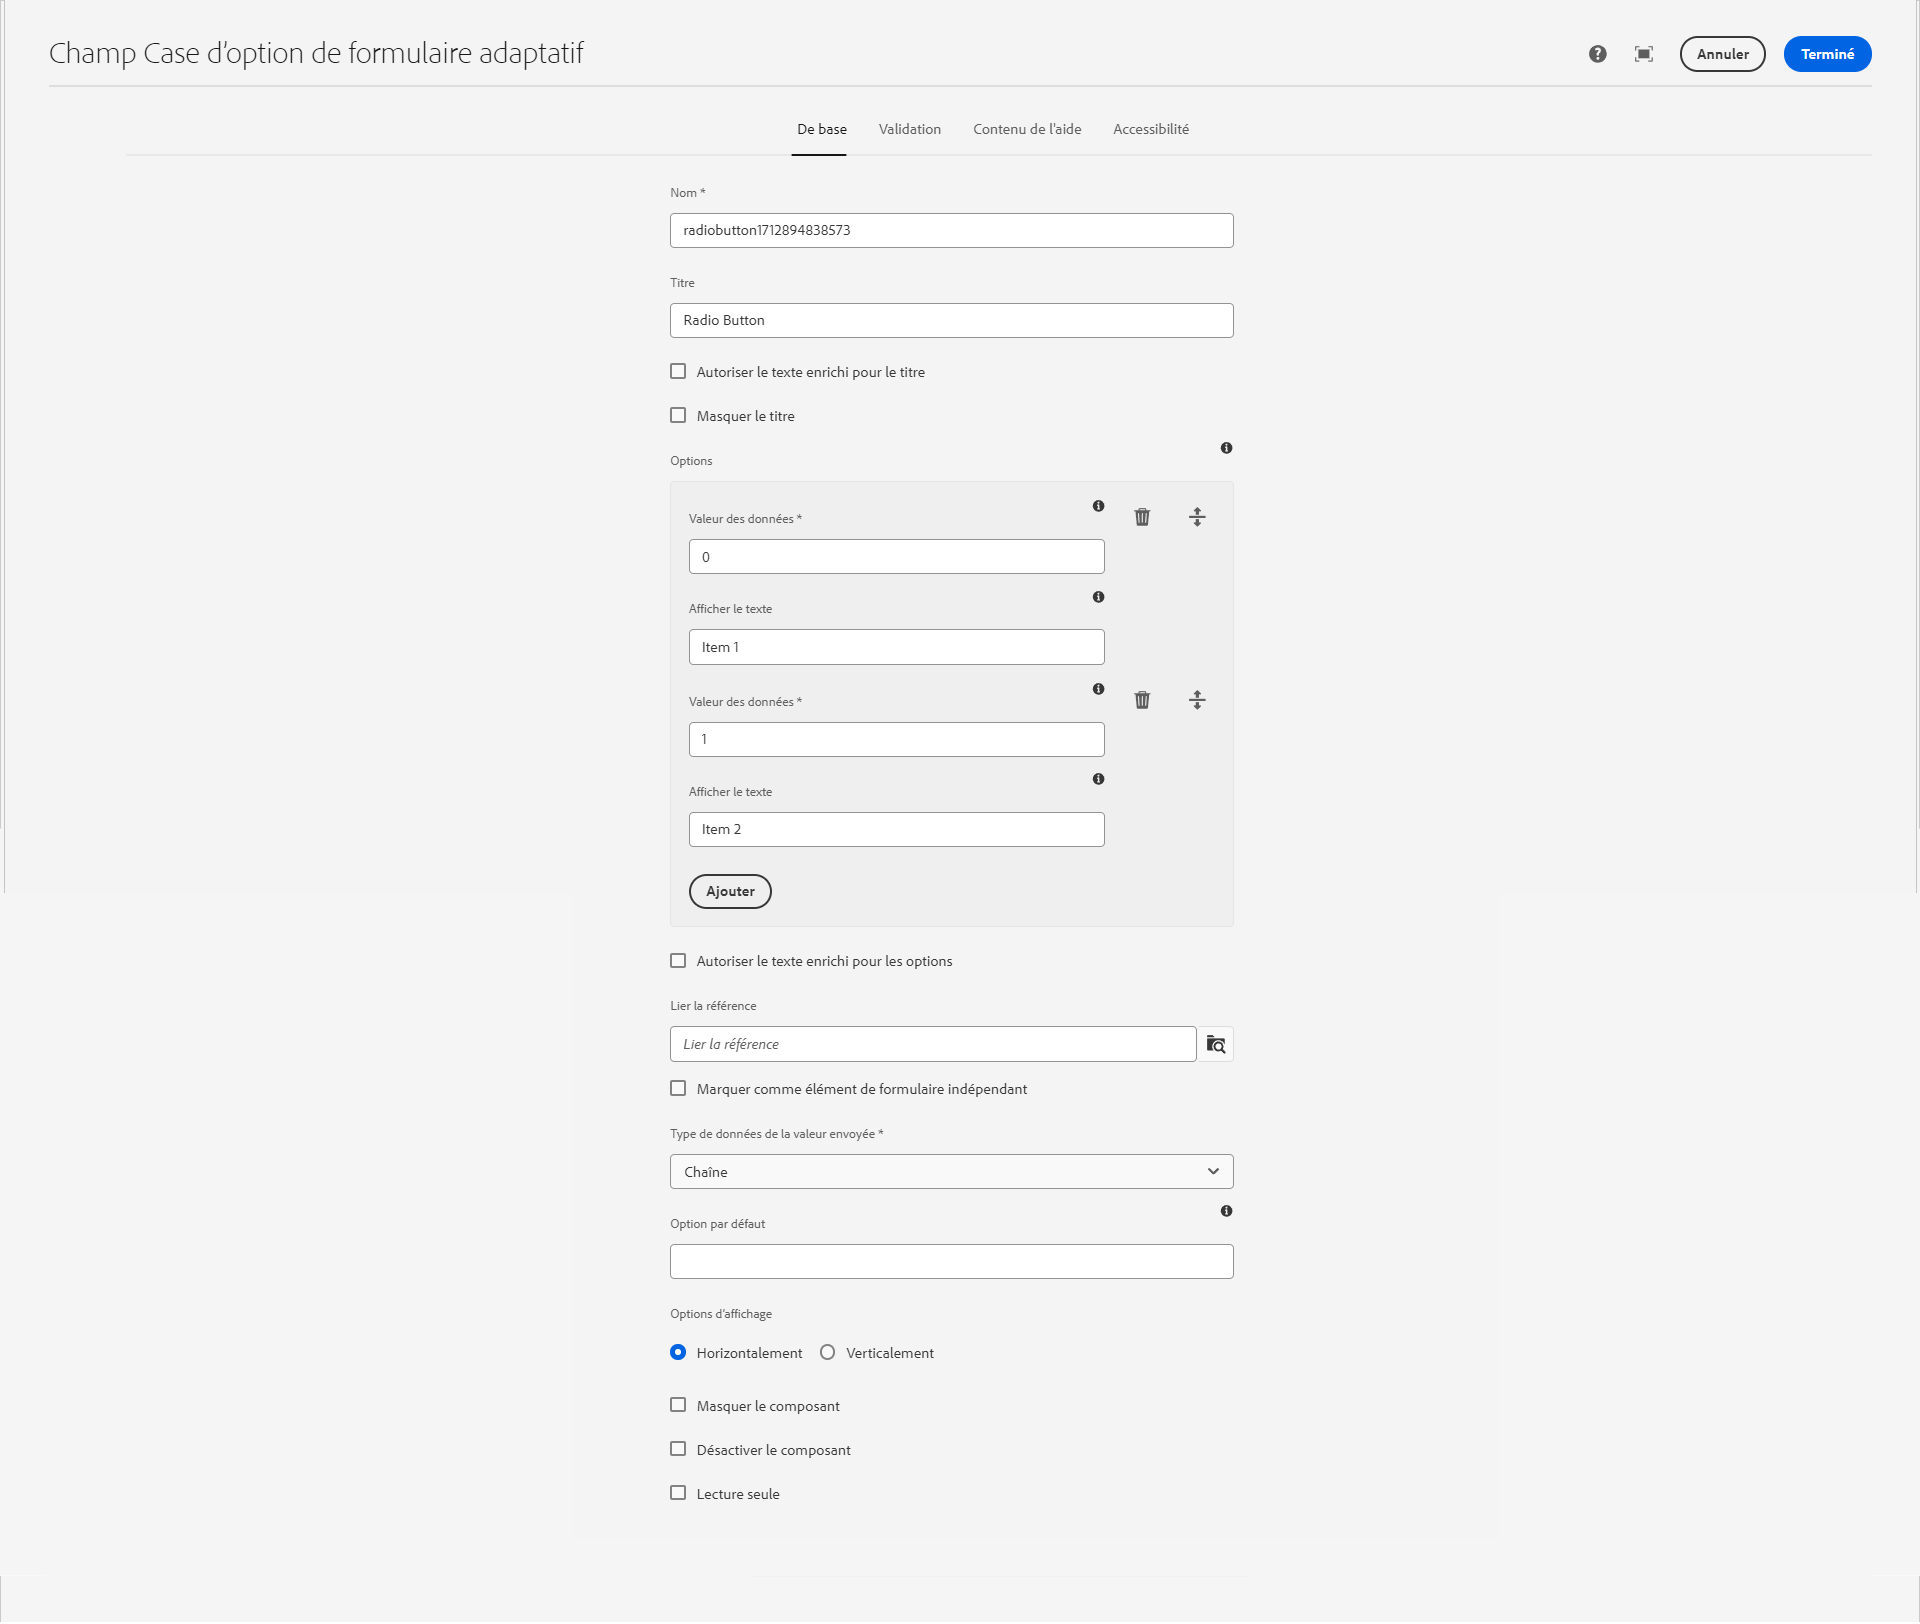 Champ Case d’option de formulaire adaptatif
Annuler
Terminé
De base
Validation
Contenu de l'aide
Accessibilité
Nom *
radiobutton1712894838573
Titre
Radio Button
Autoriser le texte enrichi pour le titre
Masquer le titre
Options
Valeur des données *
0
Afficher le texte
Item 1
Valeur des données *
1
Afficher le texte
Item 2
Ajouter
Autoriser le texte enrichi pour les options
Lier la référence
Lier la référence
Marquer comme élément de formulaire indépendant
Type de données de la valeur envoyée *
Chaîne
Option par défaut
Options d’affichage
Horizontalement
Verticalement
Masquer le composant
Désactiver le composant
Lecture seule